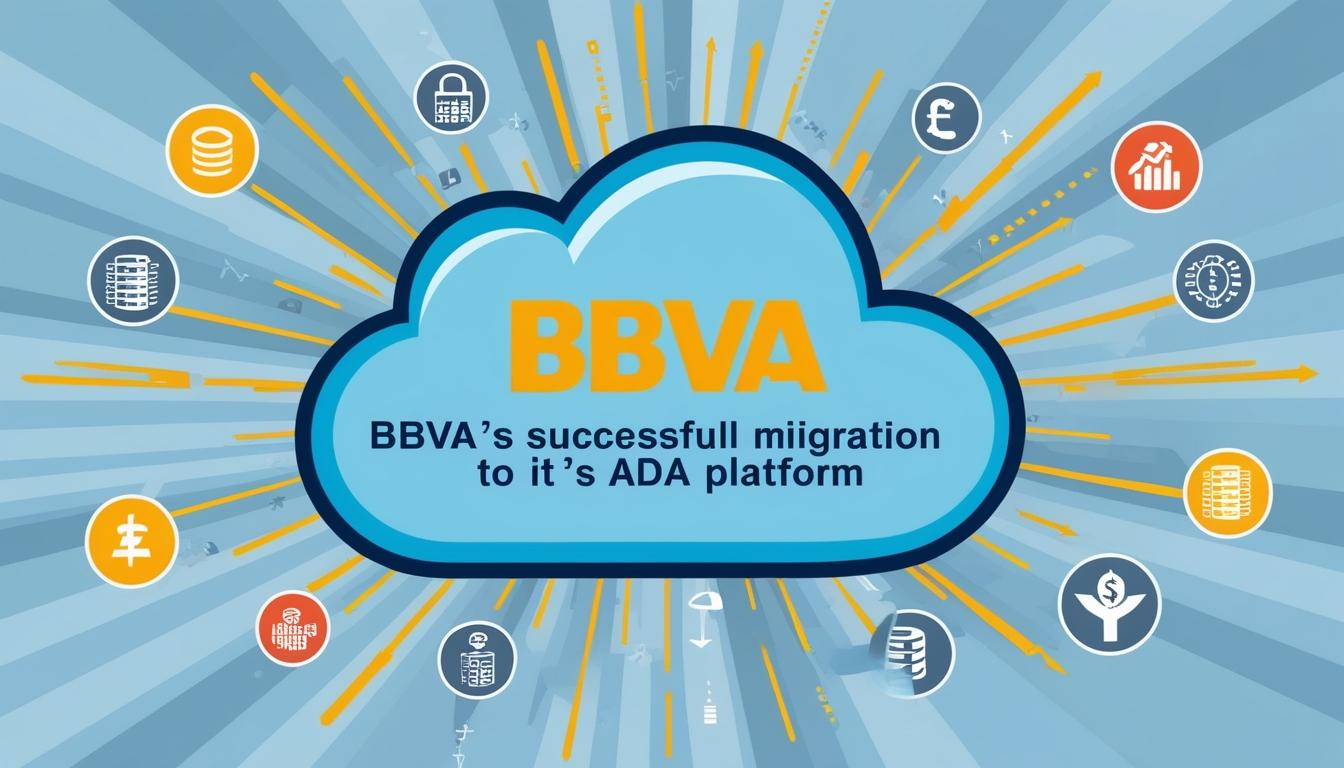 £
BBVA
BBVA’s successfull miigration
to it ’s ADA platform
$